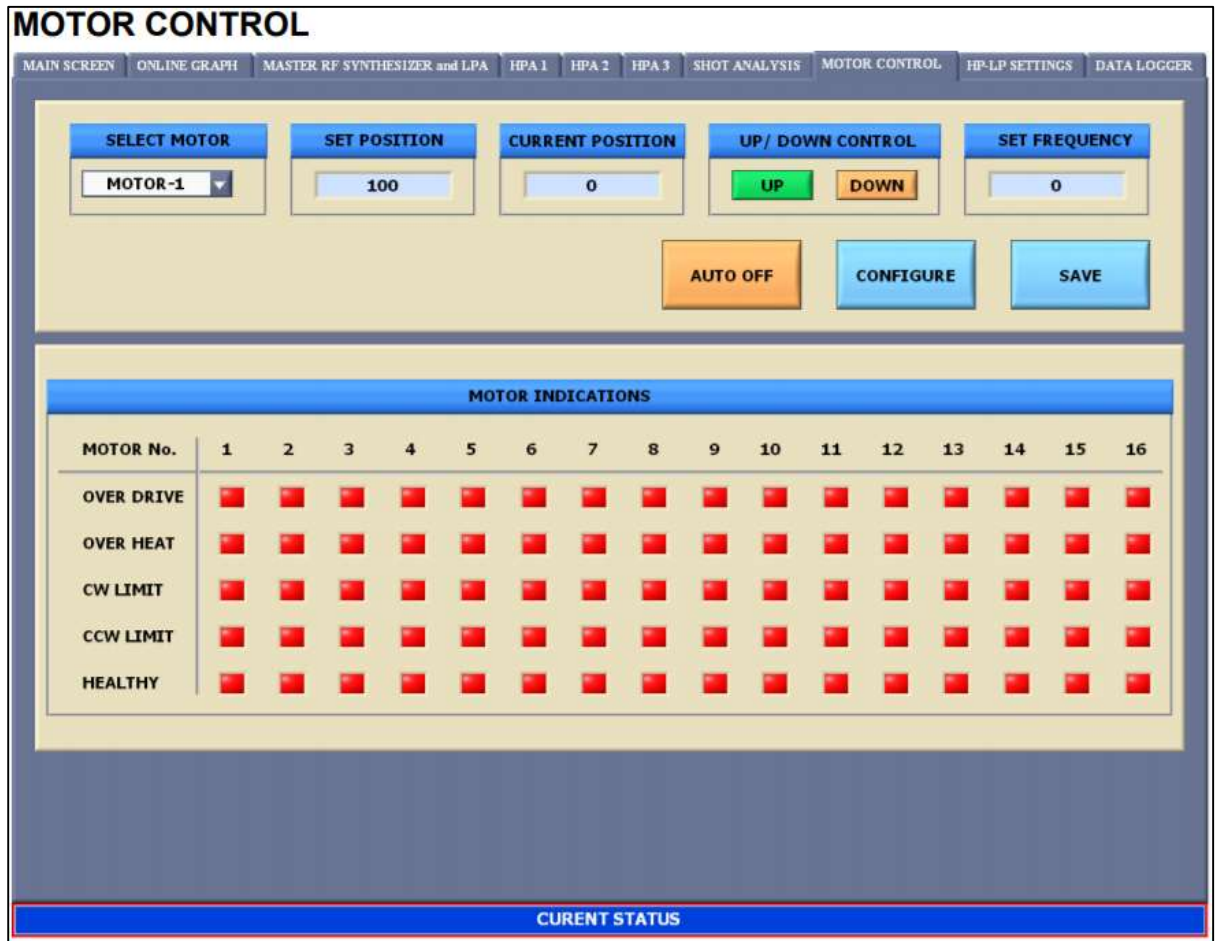 MOTOR CONTROL
MAIN SCREEN ONLINE GRAPH MASTER RF SYNTHESIZER and LPA HPA 1 HPA 2 HPA 3 SHOT ANALYSIS MOTOR CONTROL HP-LP SETTINGS DATA LOGGER
SELECT MOTOR SET POSITION CURRENT POSITION UP/ DOWN CONTROL SET FREQUENCY
MOTOR-1 100 0 UP DOWN 0
AUTO OFF CONFIGURE SAVE
MOTOR INDICATIONS
MOTOR No. 1 2 3 4 5 6 7 8 9 10 11 12 13 14 15 16
OVER DRIVE
OVER HEAT
CW LIMIT
CCW LIMIT
HEALTHY
CURENT STATUS